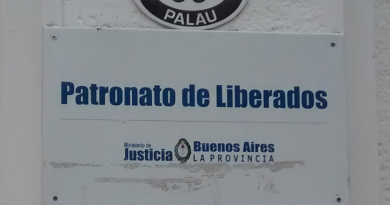 PALAU
Patronato de Liberados
Ministerio de
Justicia
Buenos Aires
LA PROVINCIA